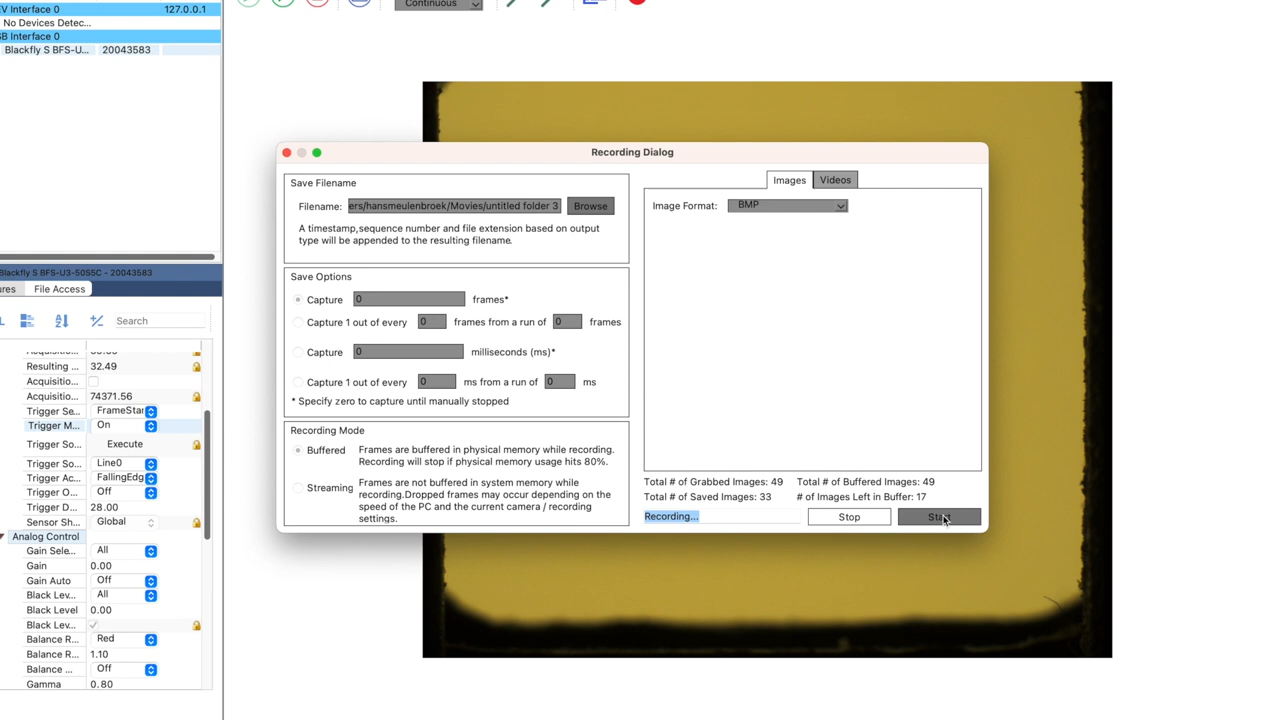 EV Interface 0 127.0.0.1
No Devices Detec...
SB Interface 0
Blackfly S BFS-U... 20043583
Continuous
Blackfly S BFS-U3-50S5C - 20043583
ures File Access
Search
Resulting ... 32.49
Acquisitio...
Acquisitio... 74371.56
Trigger Se... FrameStar
Trigger M... On
Trigger So... Execute
Trigger So... Line0
Trigger Ac... FallingEdg
Trigger O... Off
Trigger D... 28.00
Sensor Sh... Global
Analog Control
Gain Sele... All
Gain 0.00
Gain Auto Off
Black Lev... All
Black Level 0.00
Black Lev...
Balance R... Red
Balance R... 1.10
Balance ... Off
Gamma 0.80
Recording Dialog
Save Filename
Filename: ers/hansmeulenbroek/Movies/untitled folder 3 Browse
A timestamp,sequence number and file extension based on output
type will be appended to the resulting filename.
Save Options
Capture 0 frames*
Capture 1 out of every 0 frames from a run of 0 frames
Capture 0 milliseconds (ms)*
Capture 1 out of every 0 ms from a run of 0 ms
* Specify zero to capture until manually stopped
Recording Mode
Buffered Frames are buffered in physical memory while recording.
Recording will stop if physical memory usage hits 80%.
Streaming Frames are not buffered in system memory while
recording.Dropped frames may occur depending on the
speed of the PC and the current camera / recording
settings.
Images Videos
Image Format: BMP
Total # of Grabbed Images: 49 Total # of Buffered Images: 49
Total # of Saved Images: 33 # of Images Left in Buffer: 17
Recording... Stop Start